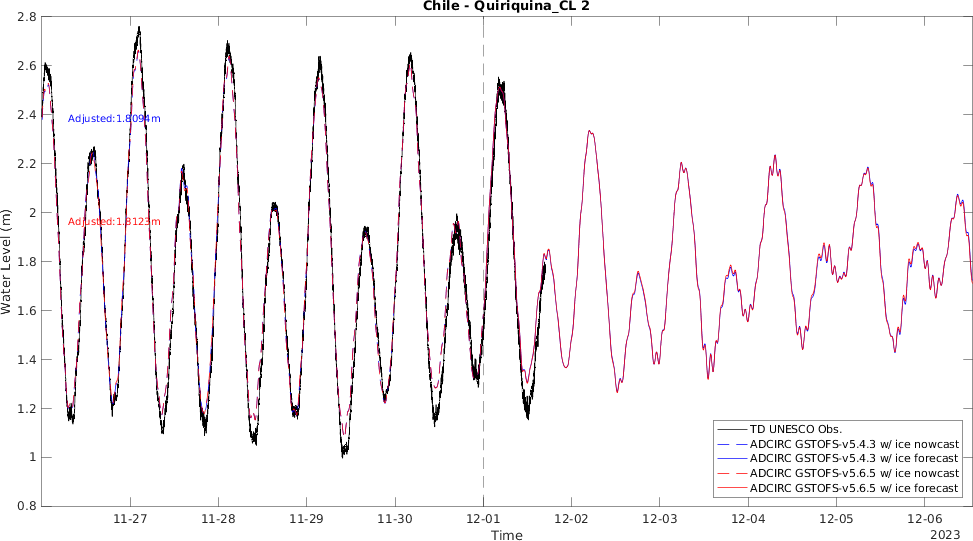 Chile - Quiriquina_CL 2
2.8
2.6
2.4
2.2
2
1.8
1.6
1.4
1.2
1
0.8
Water Level (m)
Adjusted:1.8094m
Adjusted:1.8123m
TD UNESCO Obs.
ADCIRC GSTOFS-v5.4.3 w/ ice nowcast
ADCIRC GSTOFS-v5.4.3 w/ ice forecast
ADCIRC GSTOFS-v5.6.5 w/ ice nowcast
ADCIRC GSTOFS-v5.6.5 w/ ice forecast
11-27 11-28 11-29 11-30 12-01 12-02 12-03 12-04 12-05 12-06
Time
2023